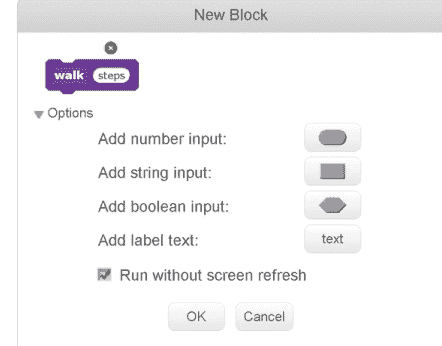 New Block
walk steps
Options
Add number input:
Add string input:
Add boolean input:
Add label text: text
Run without screen refresh
OK Cancel